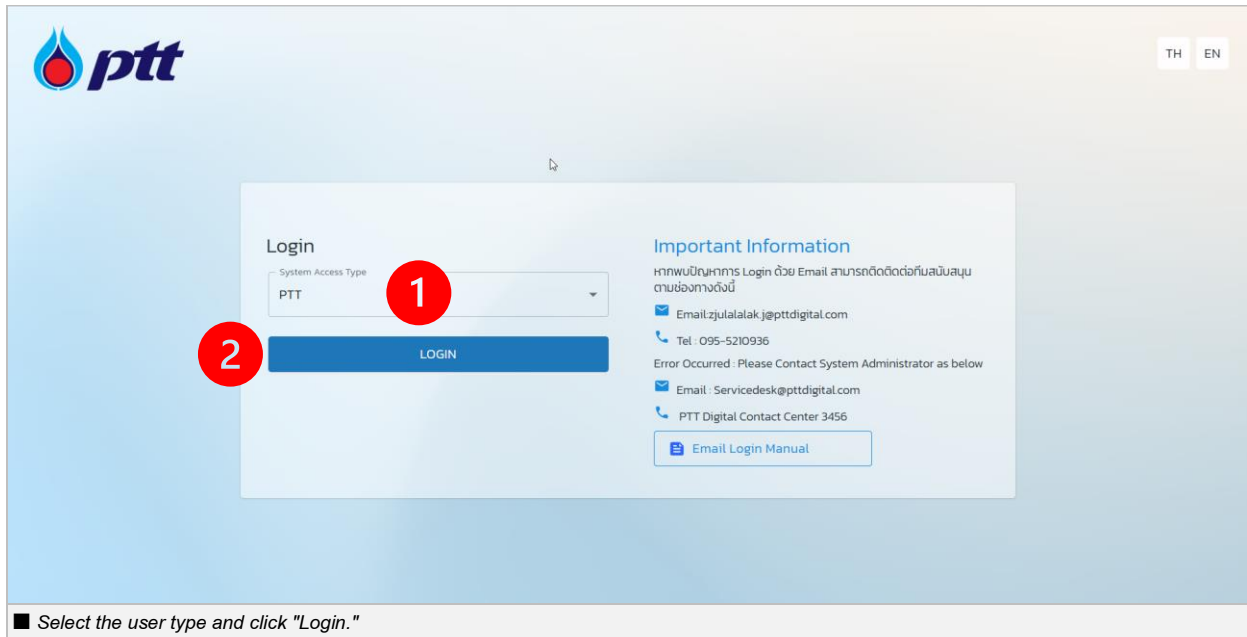 ptt
TH EN
Login
System Access Type
PTT
1
2
LOGIN
Important Information
หากพบปัญหาการ Login ด้วย Email สามารถติดติดต่อทีมสนับสนุน
ตามช่องทางดังนี้
Email:zjulalalak.j@pttdigital.com
Tel : 095-5210936
Error Occurred : Please Contact System Administrator as below
Email : Servicedesk@pttdigital.com
PTT Digital Contact Center 3456
Email Login Manual
■ Select the user type and click "Login."